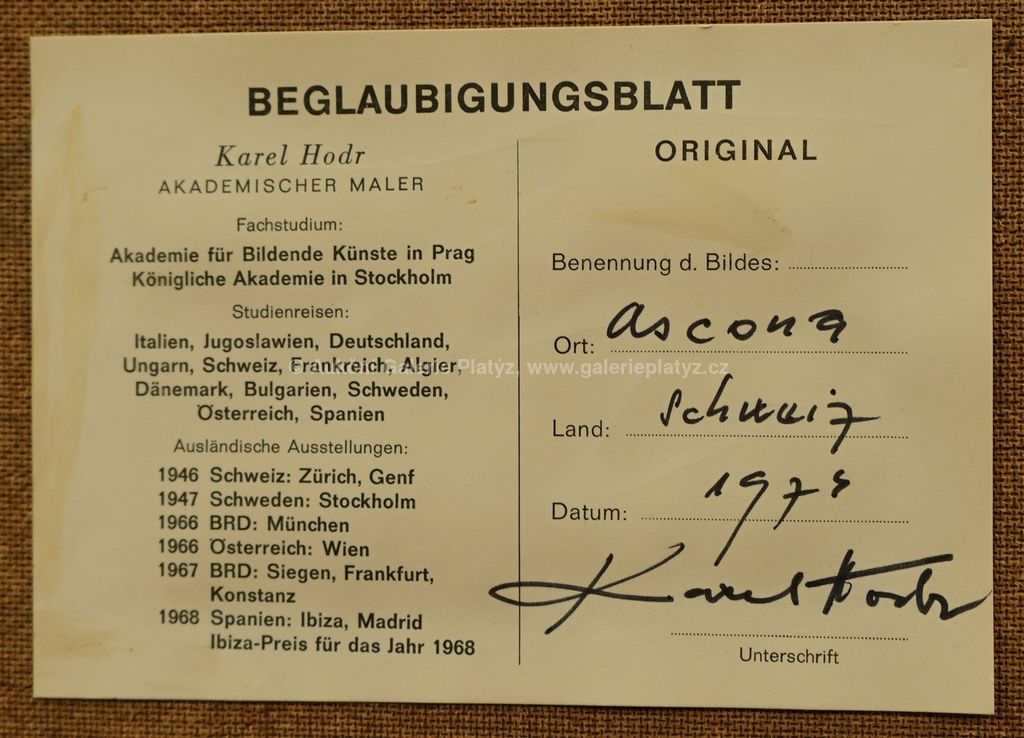 BEGLAUBIGUNGSBLATT
Karel Hodr
AKADEMISCHER MALER
Fachstudium:
Akademie für Bildende Künste in Prag
Königliche Akademie in Stockholm
Studienreisen:
Italien, Jugoslawien, Deutschland,
Ungarn, Schweiz, Frankreich, Algier,
Dänemark, Bulgarien, Schweden,
Österreich, Spanien
Ausländische Ausstellungen:
1946 Schweiz: Zürich, Genf
1947 Schweden: Stockholm
1966 BRD: München
1966 Österreich: Wien
1967 BRD: Siegen, Frankfurt,
Konstanz
1968 Spanien: Ibiza, Madrid
Ibiza-Preis für das Jahr 1968
ORIGINAL
Benennung d. Bildes:
Ort: Ascona
Land: Schweiz
Datum:
Karel Hodr
Unterschrift
Galerie Platýz, www.galerieplatyz.cz